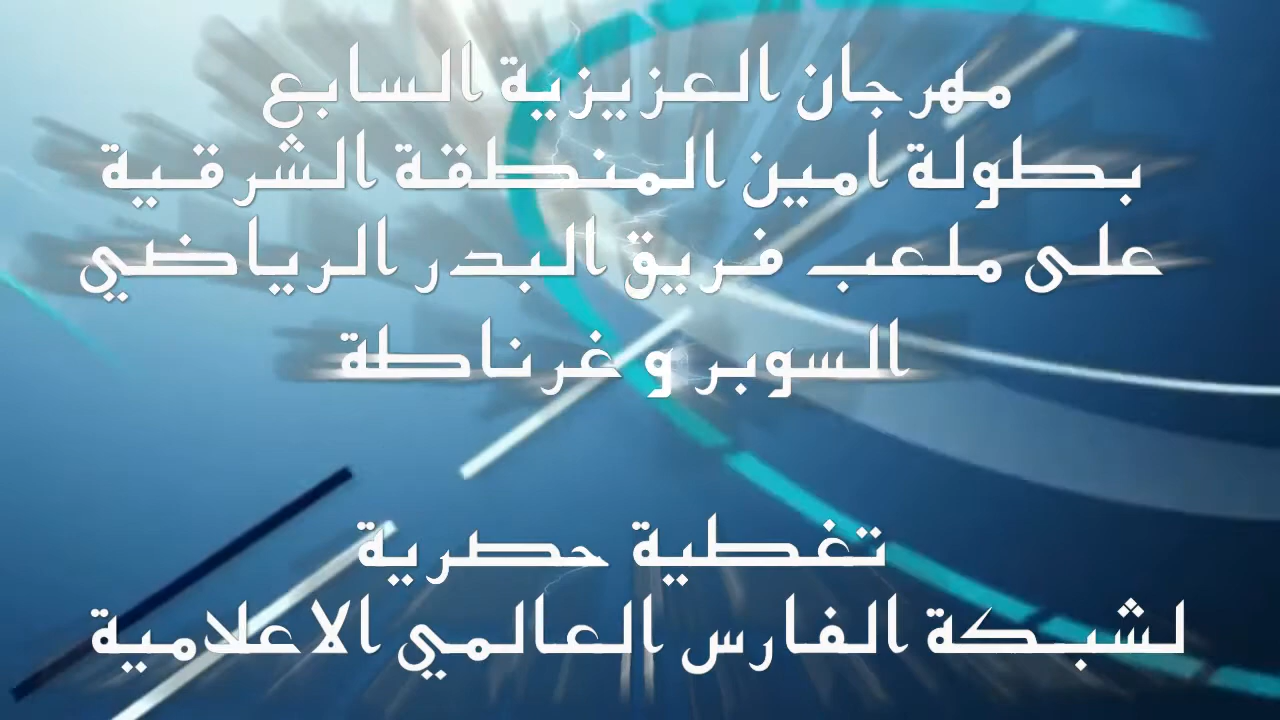 مهرجان العزيزية السابع
بطولة امين المنطقة الشرقية
على ملعب فريق البدر الرياضي
السوبر و غرناطة
تغطية حصرية
لشبكة الفارس العالمي الاعلامية